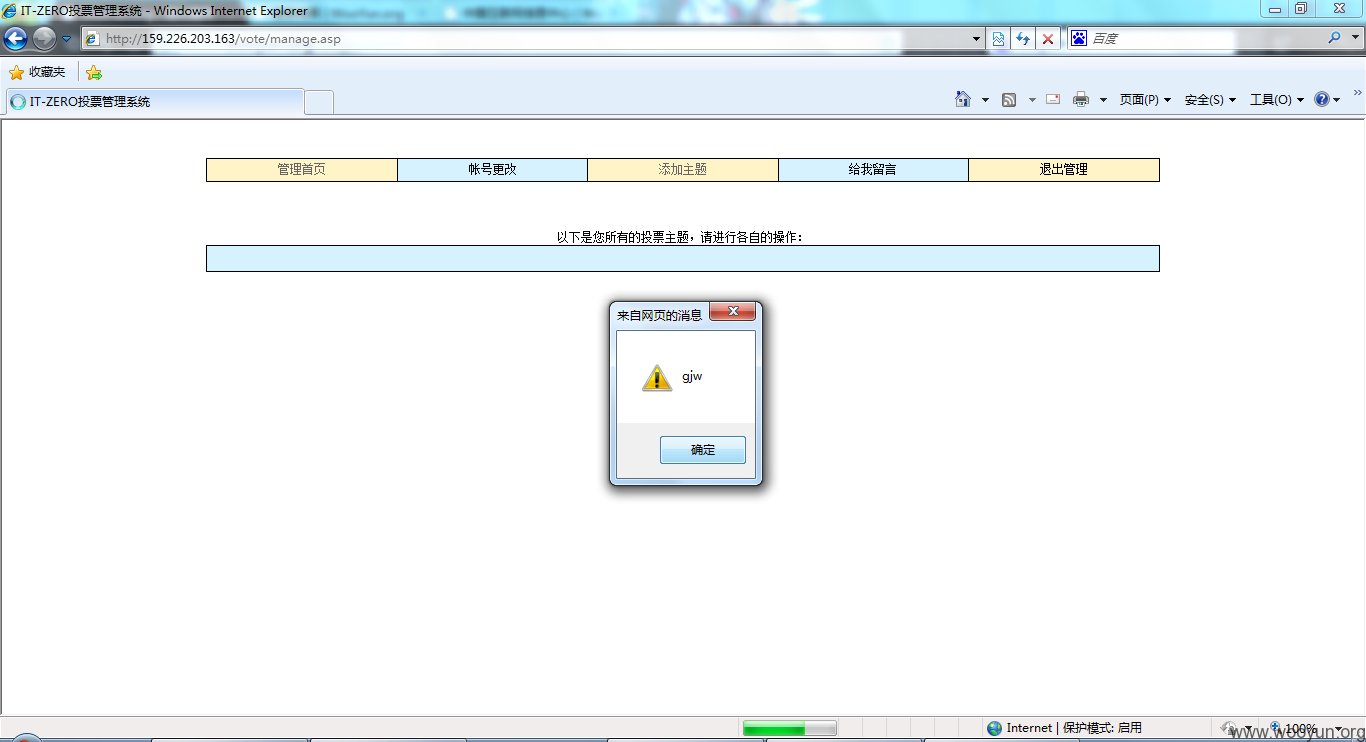 IT-ZERO投票管理系统 - Windows Internet Explorer
http://159.226.203.163/vote/manage.asp
百度
收藏夹
IT-ZERO投票管理系统
页面(P)
安全(S)
工具(O)
管理首页
帐号更改
添加主题
给我留言
退出管理
以下是您所有的投票主题，请进行各自的操作：
来自网页的消息
gjw
确定
Internet | 保护模式: 启用
100%
www.wooyun.org